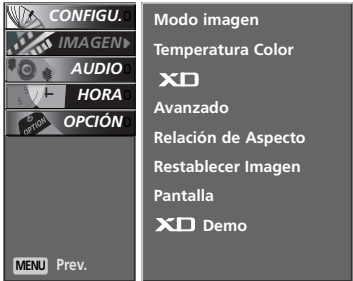 CONFIGU.
IMAGEN
AUDIO
HORA
OPTION
OPCIÓN
MENU Prev.
Modo imagen
Temperatura Color
XD
Avanzado
Relación de Aspecto
Restablecer Imagen
Pantalla
XD Demo